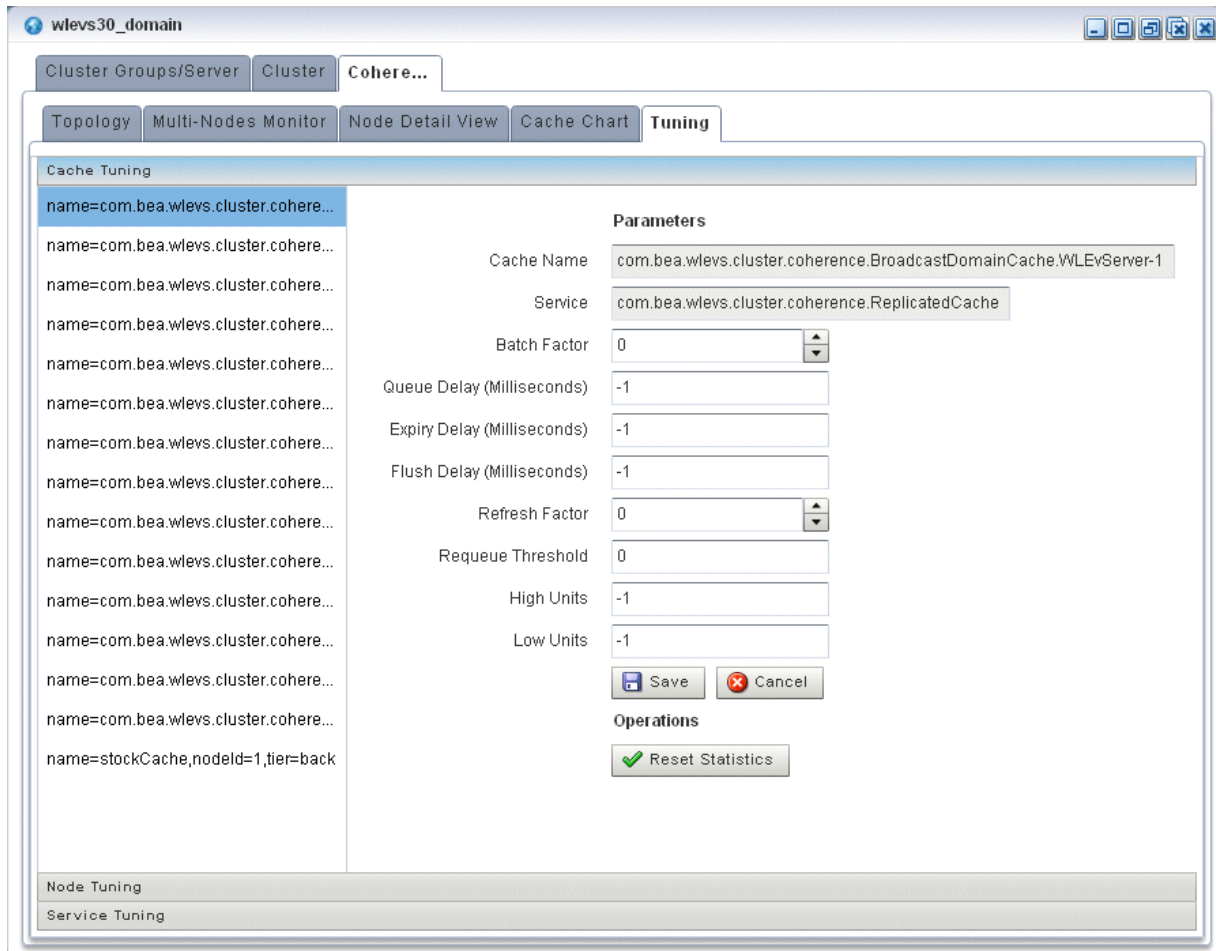 wlevs30_domain
Cluster Groups/Server Cluster Cohere...
Topology Multi-Nodes Monitor Node Detail View Cache Chart Tuning
Cache Tuning
name=com.bea.wlevs.cluster.cohere...
name=com.bea.wlevs.cluster.cohere...
name=com.bea.wlevs.cluster.cohere...
name=com.bea.wlevs.cluster.cohere...
name=com.bea.wlevs.cluster.cohere...
name=com.bea.wlevs.cluster.cohere...
name=com.bea.wlevs.cluster.cohere...
name=com.bea.wlevs.cluster.cohere...
name=com.bea.wlevs.cluster.cohere...
name=com.bea.wlevs.cluster.cohere...
name=com.bea.wlevs.cluster.cohere...
name=com.bea.wlevs.cluster.cohere...
name=com.bea.wlevs.cluster.cohere...
name=com.bea.wlevs.cluster.cohere...
name=stockCache,nodeId=1,tier=back
Parameters
Cache Name com.bea.wlevs.cluster.coherence.BroadcastDomainCache.WLEvServer-1
Service com.bea.wlevs.cluster.coherence.ReplicatedCache
Batch Factor 0
Queue Delay (Milliseconds) -1
Expiry Delay (Milliseconds) -1
Flush Delay (Milliseconds) -1
Refresh Factor 0
Requeue Threshold 0
High Units -1
Low Units -1
Save Cancel
Operations
Reset Statistics
Node Tuning
Service Tuning